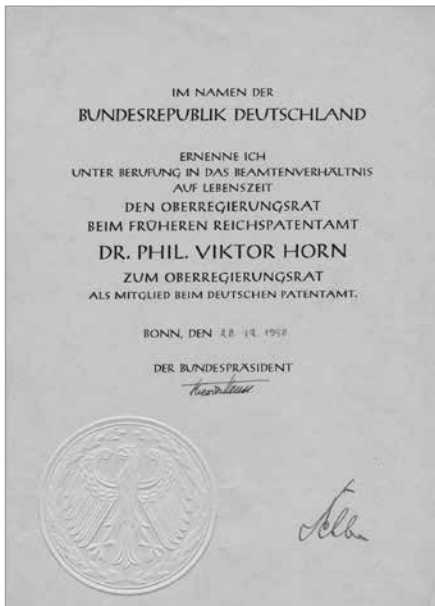 IM NAMEN DER
BUNDESREPUBLIK DEUTSCHLAND
ERNENNE ICH
UNTER BERUFUNG IN DAS BEAMTENVERHÄLTNIS
AUF LEBENSZEIT
DEN OBERREGIERUNGSRAT
BEIM FRÜHEREN REICHSPATENTAMT
DR. PHIL. VIKTOR HORN
ZUM OBERREGIERUNGSRAT
ALS MITGLIED BEIM DEUTSCHEN PATENTAMT.
BONN, DEN
DER BUNDESPRÄSIDENT